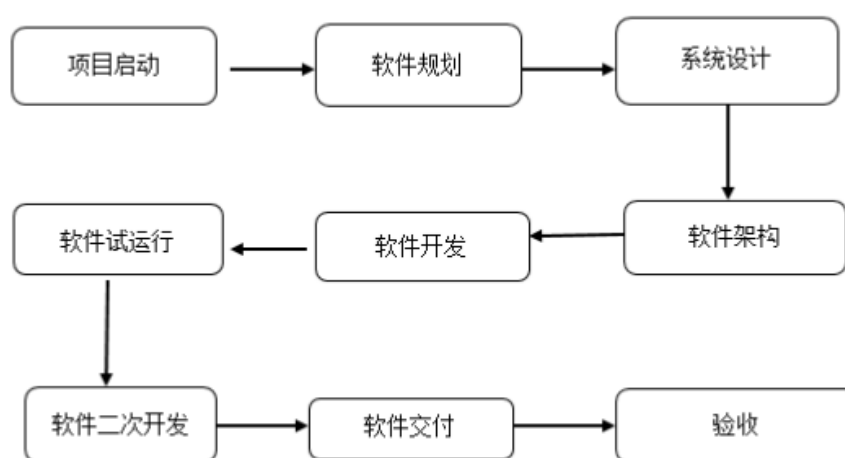 项目启动
软件规划
系统设计
软件架构
软件开发
软件试运行
软件二次开发
软件交付
验收